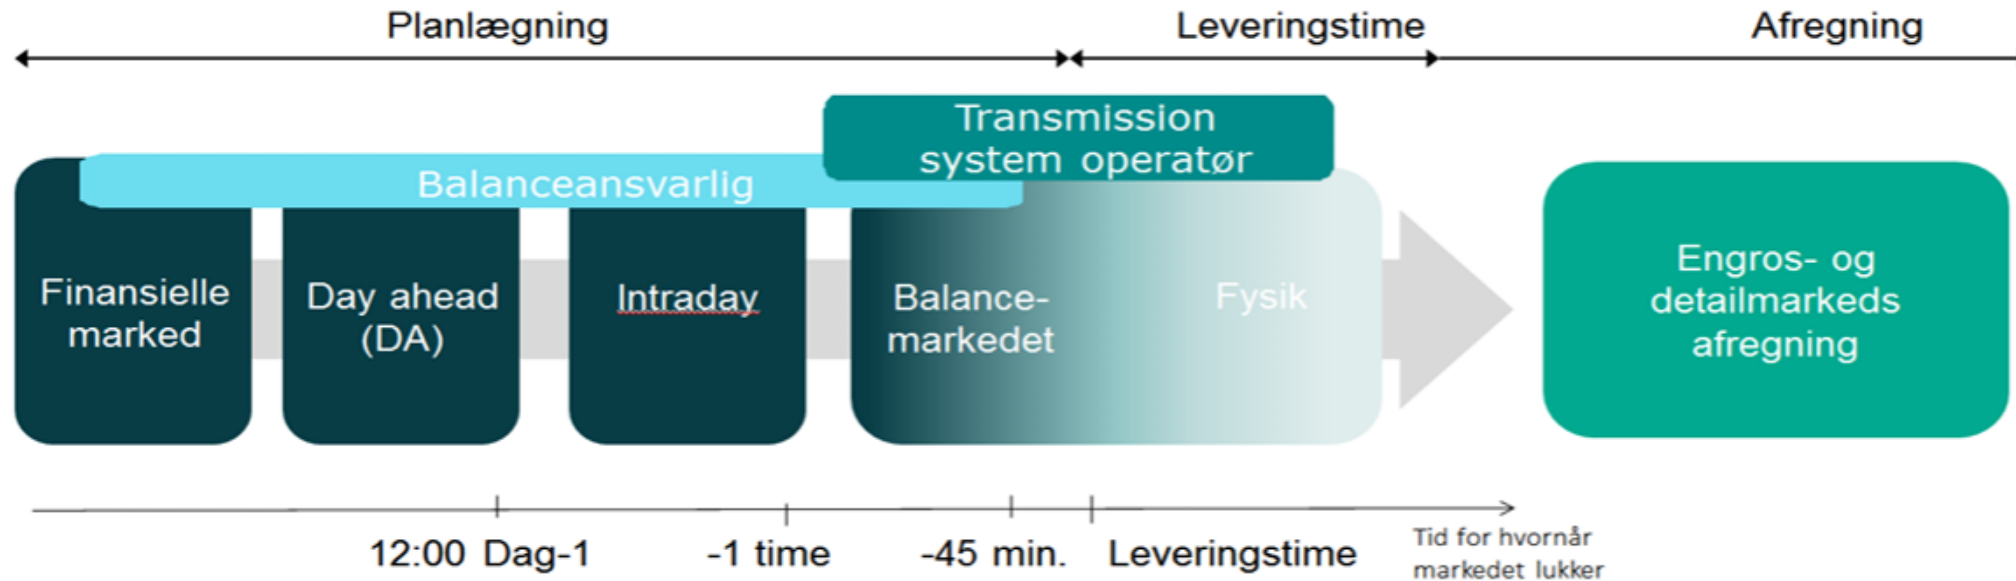 Planlægning
Leveringstime
Afregning
Transmission
system operatør
Balanceansvarlig
Finansielle
marked
Day ahead
(DA)
Intraday
Balance-
markedet
Fysik
Engros- og
detailmarkeds
afregning
12:00 Dag-1
-1 time
-45 min.
Leveringstime
Tid for hvornår
markedet lukker